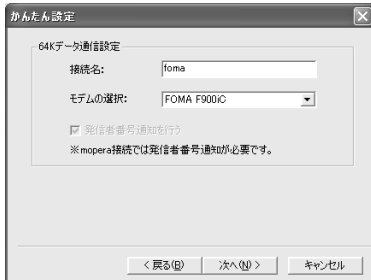 かんたん設定
64Kデータ通信設定
接続名: foma
モデムの選択: FOMA F900iC
発信者番号通知を行う
※mopera接続では発信者番号通知が必要です。
< 戻る(B) 次へ(N) > キャンセル